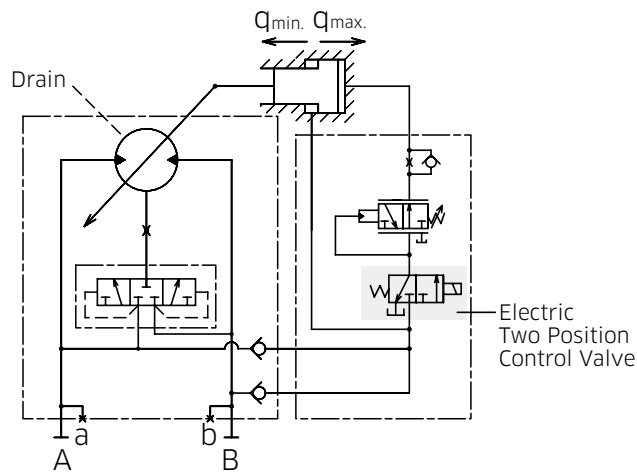 qmin. qmax.
Drain
Electric
Two Position
Control Valve
a b
A B